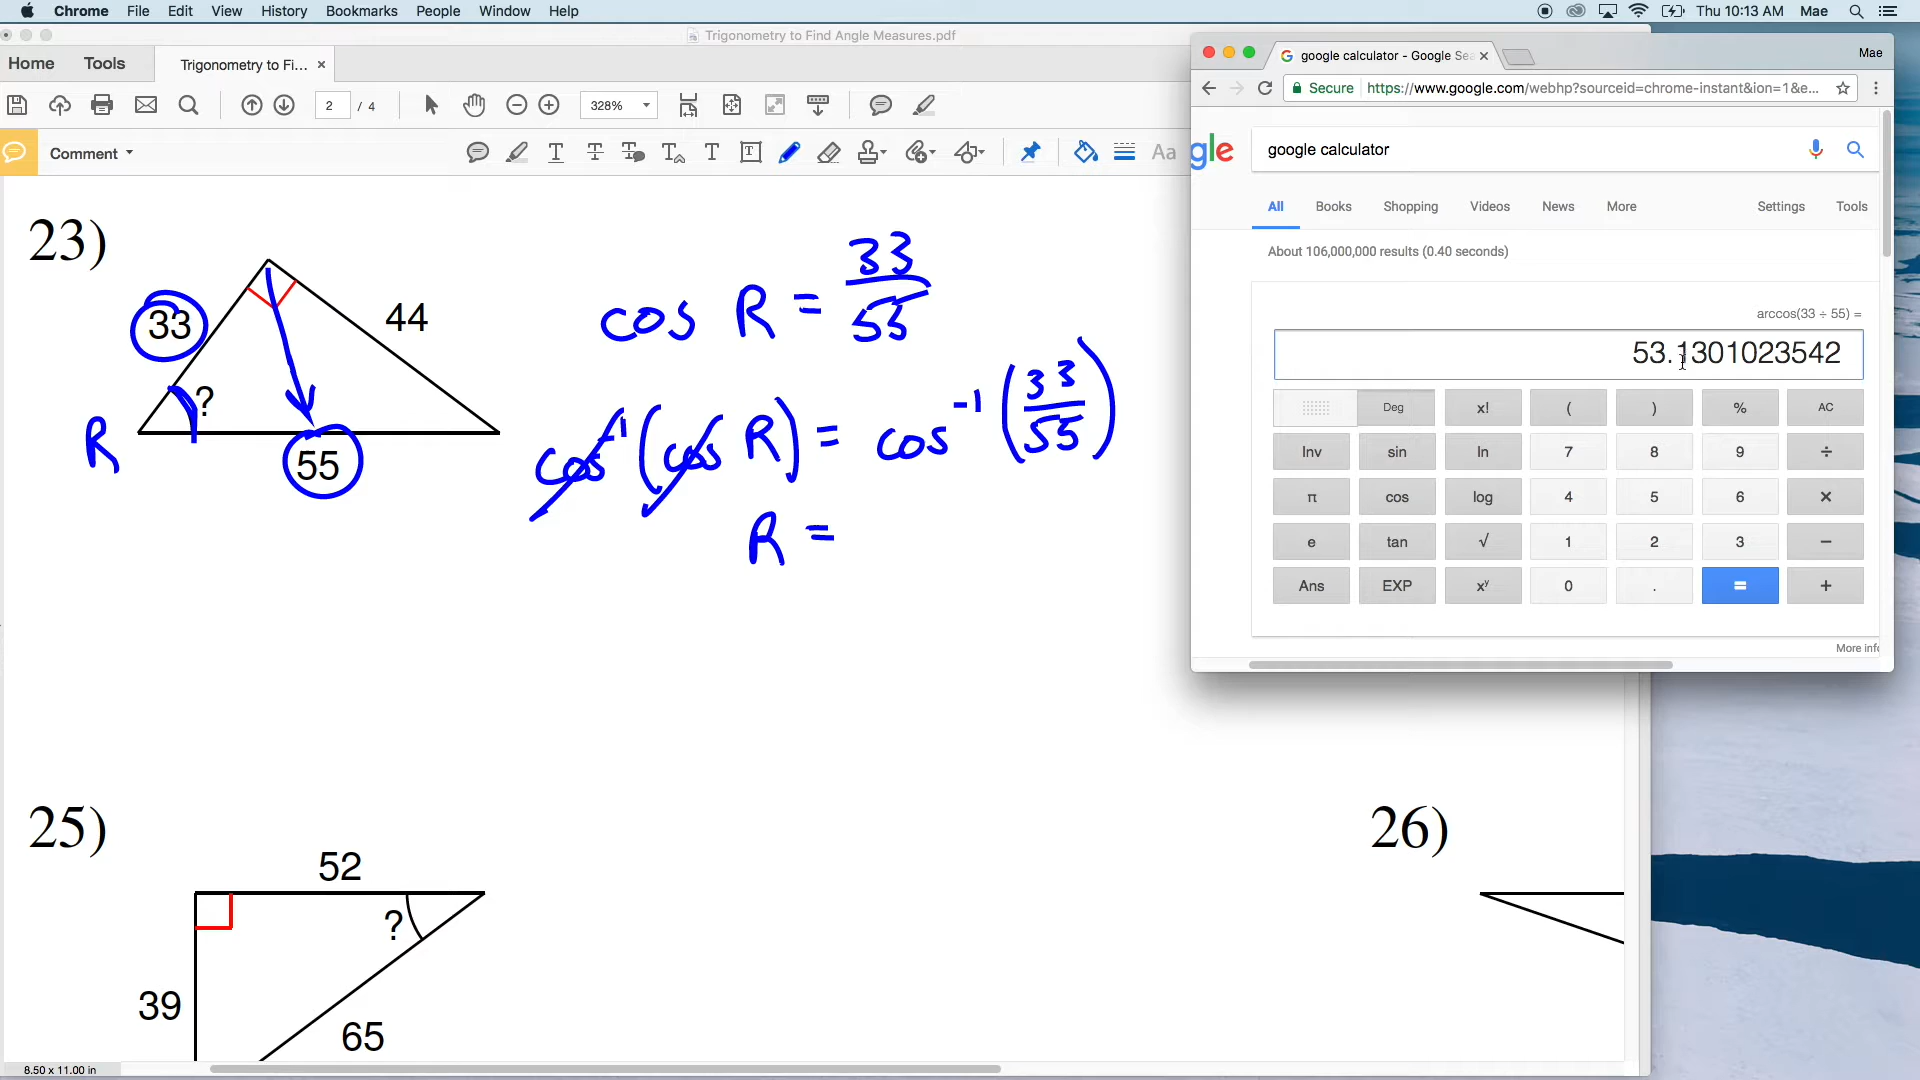 Chrome File Edit View History Bookmarks People Window Help Thu 10:13 AM Mae
Trigonometry to Find Angle Measures.pdf
Home Tools Trigonometry to Fi... ×
2 / 4 328%
Comment
Aa
23)
33
44
?
R
55
cos R = 33/55
cos⁻¹(cos R) = cos⁻¹(33/55)
R =
25)
52
?
39
65
26)
8.50 x 11.00 in
google calculator - Google Sea × Mae
Secure https://www.google.com/webhp?sourceid=chrome-instant&ion=1&e...
gle google calculator
All Books Shopping Videos News More Settings Tools
About 106,000,000 results (0.40 seconds)
arccos(33 ÷ 55) =
53.1301023542
Deg x! ( ) % AC
Inv sin ln 7 8 9 ÷
π cos log 4 5 6 ×
e tan √ 1 2 3 −
Ans EXP xʸ 0 . = +
More info